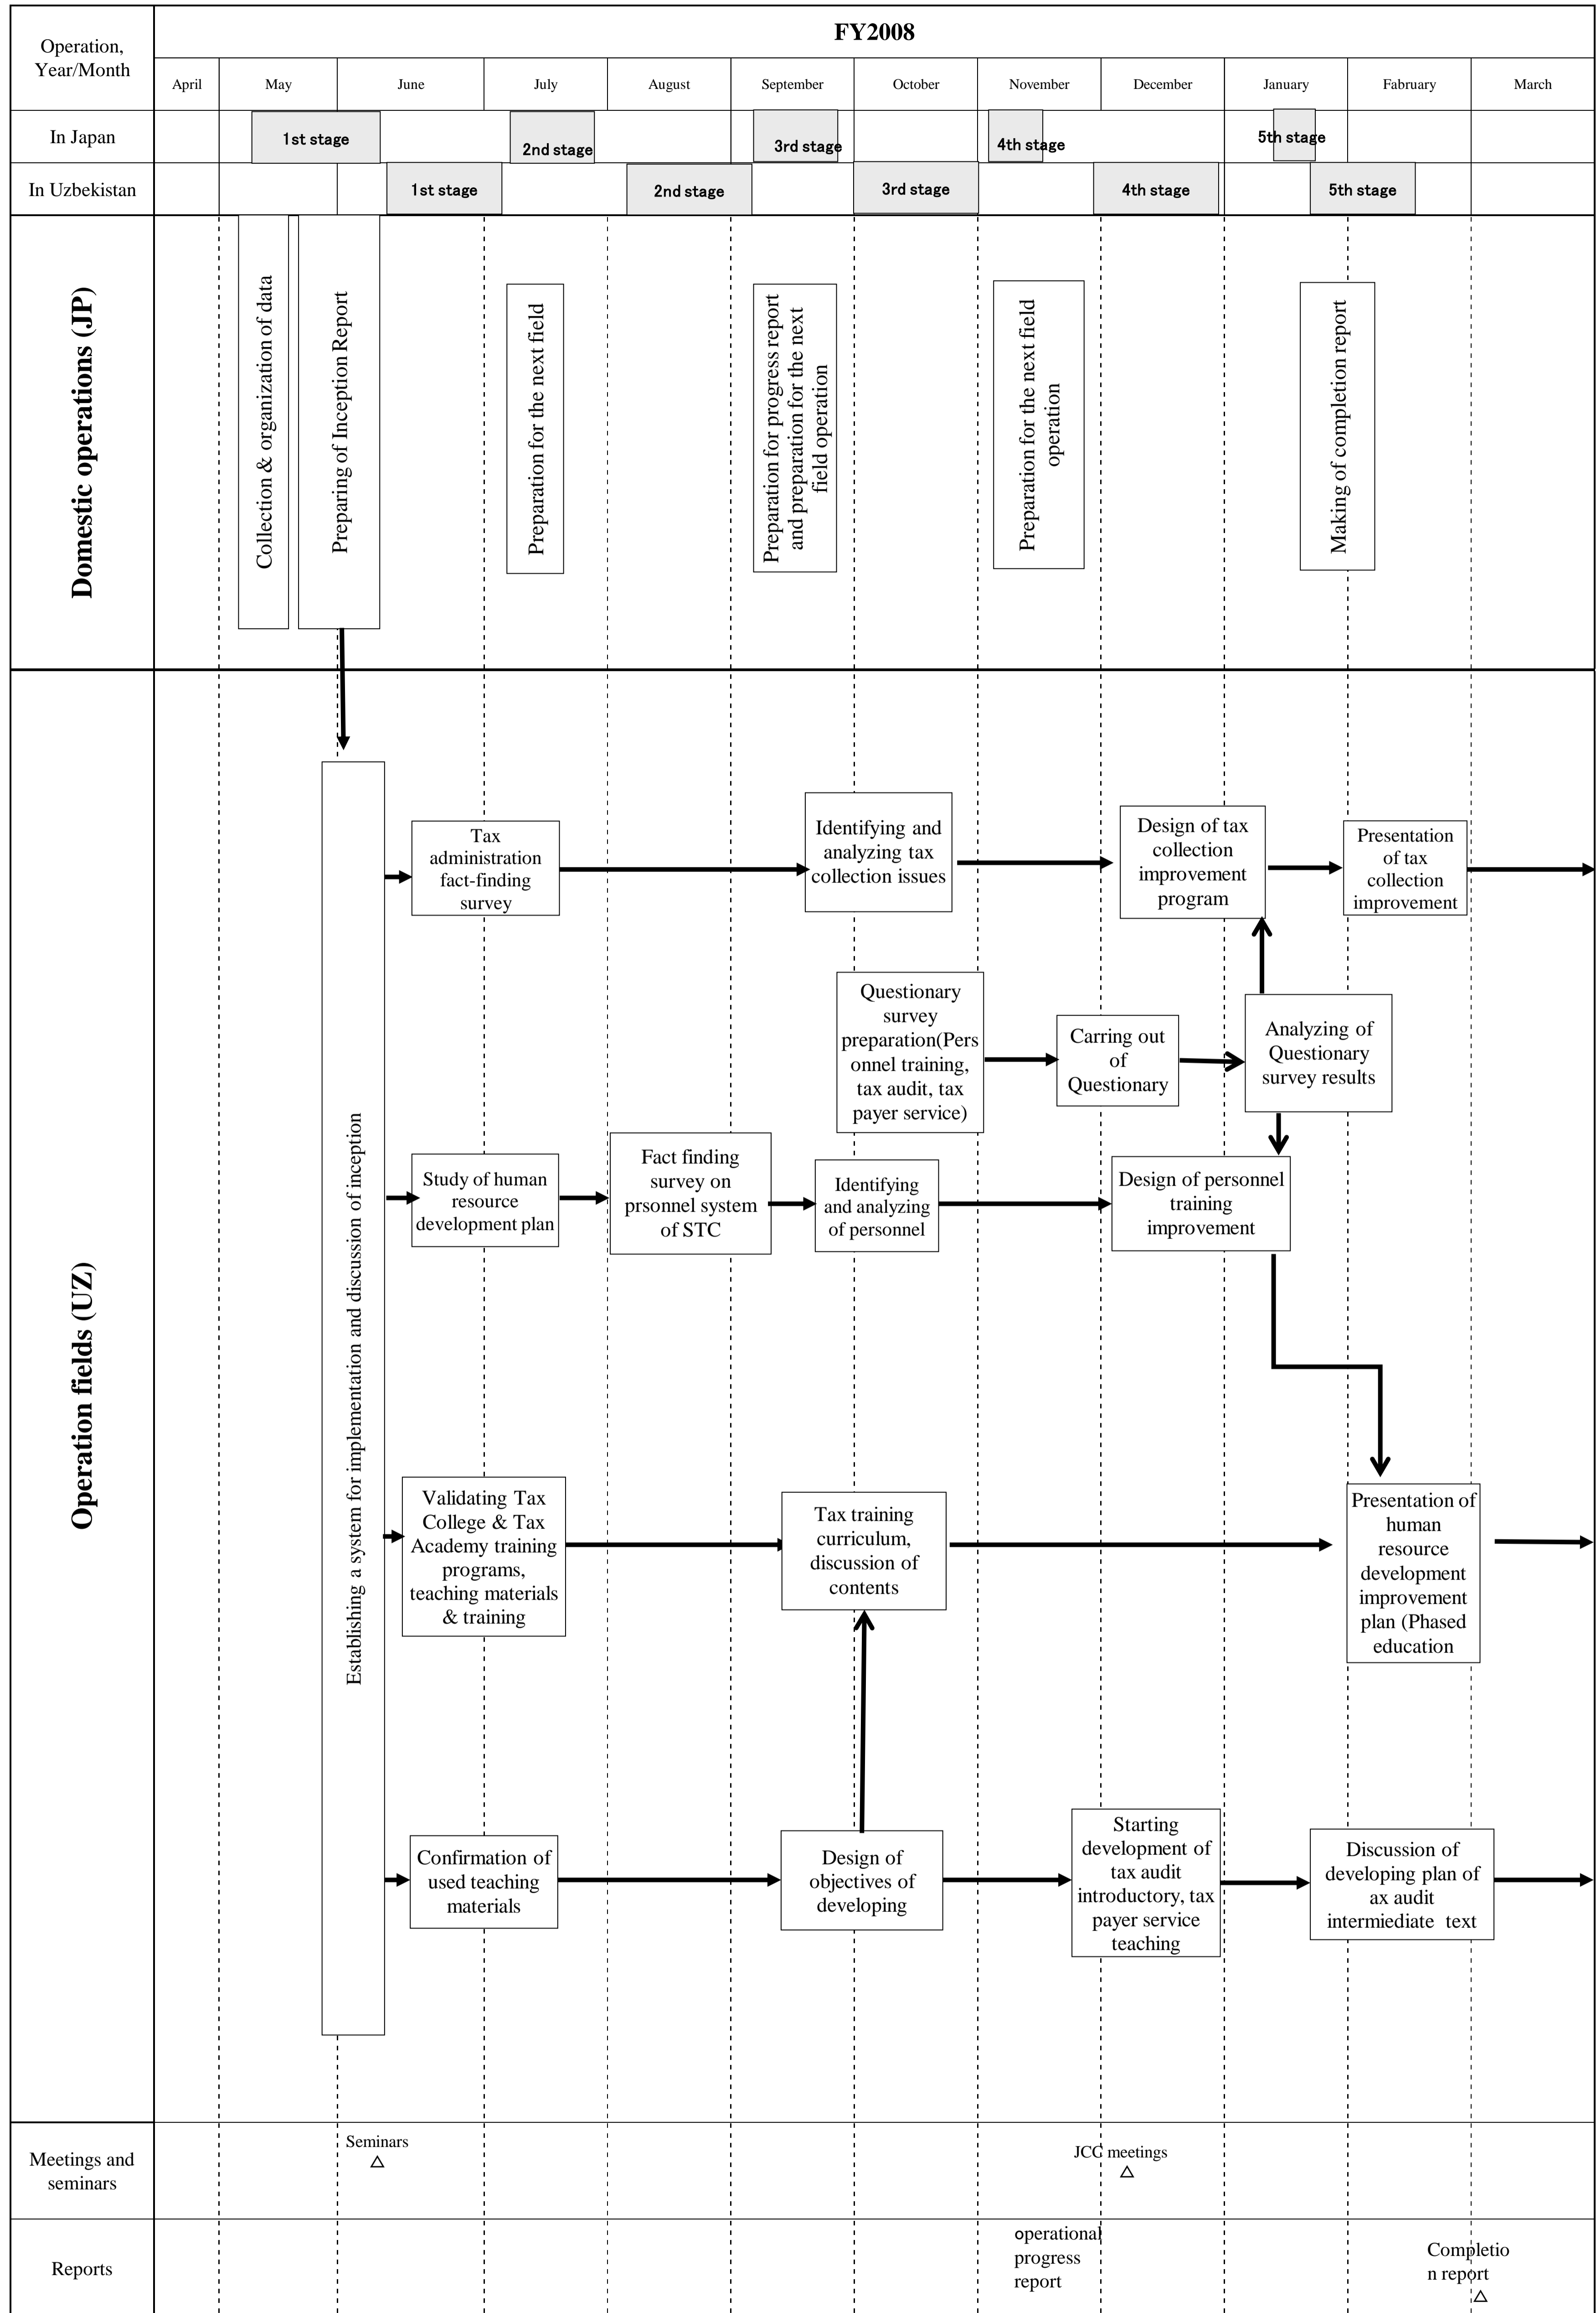 FY2008
Operation,
Year/Month
April
May
June
July
August
September
October
November
December
January
Fabruary
March
In Japan
1st stage
2nd stage
3rd stage
4th stage
5th stage
In Uzbekistan
1st stage
2nd stage
3rd stage
4th stage
5th stage
Domestic operations (JP)
Collection & organization of data
Preparing of Inception Report
Preparation for the next field
Preparation for progress report
and preparation for the next
field operation
Preparation for the next field
operation
Making of completion report
Operation fields (UZ)
Establishing a system for implementation and discussion of inception
Tax
administration
fact-finding
survey
Identifying and
analyzing tax
collection issues
Design of tax
collection
improvement
program
Presentation
of tax
collection
improvement
Questionary
survey
preparation(Pers
onnel training,
tax audit, tax
payer service)
Carring out
of
Questionary
Analyzing of
Questionary
survey results
Study of human
resource
development plan
Fact finding
survey on
prsonnel system
of STC
Identifying
and analyzing
of personnel
Design of personnel
training
improvement
Validating Tax
College & Tax
Academy training
programs,
teaching materials
& training
Tax training
curriculum,
discussion of
contents
Presentation of
human
resource
development
improvement
plan (Phased
education
Confirmation of
used teaching
materials
Design of
objectives of
developing
Starting
development of
tax audit
introductory, tax
payer service
teaching
Discussion of
developing plan of
ax audit
intermiediate text
Meetings and
seminars
Seminars
△
JCC meetings
△
Reports
operational
progress
report
Completio
n report
△